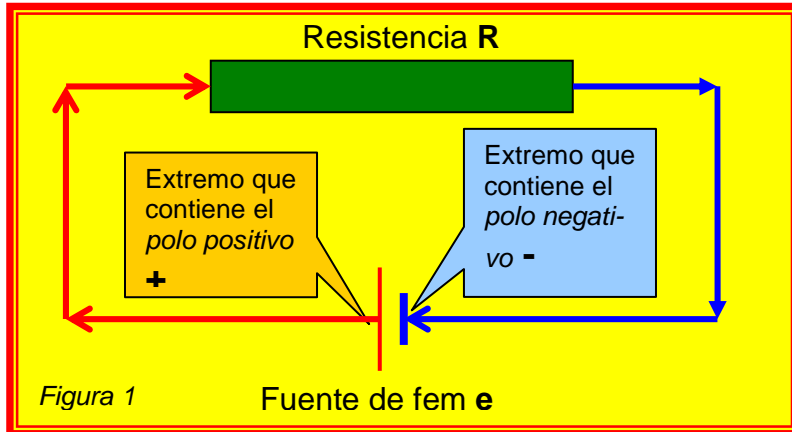 Resistencia R
Extremo que
contiene el
polo positivo
+
Extremo que
contiene el
polo negati-
vo -
Figura 1
Fuente de fem e